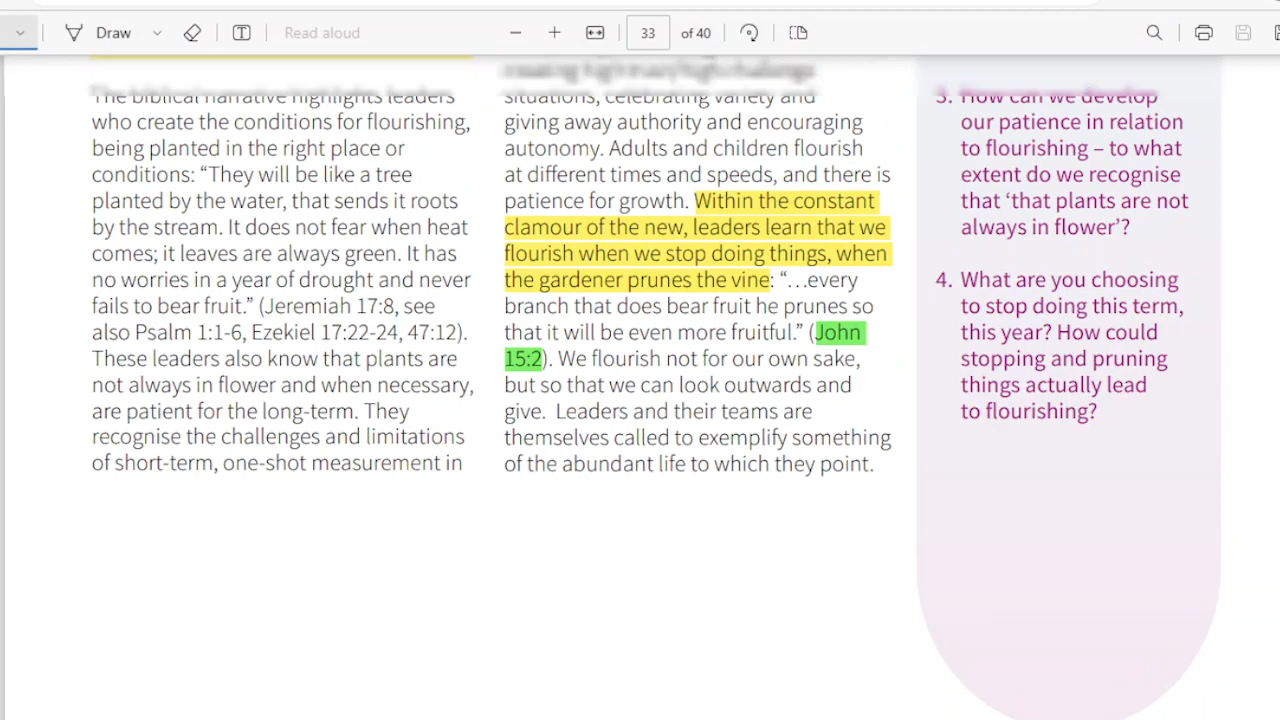 Draw
Read aloud
33
of 40
The biblical narrative highlights leaders
who create the conditions for flourishing,
being planted in the right place or
conditions: “They will be like a tree
planted by the water, that sends it roots
by the stream. It does not fear when heat
comes; it leaves are always green. It has
no worries in a year of drought and never
fails to bear fruit.” (Jeremiah 17:8, see
also Psalm 1:1-6, Ezekiel 17:22-24, 47:12).
These leaders also know that plants are
not always in flower and when necessary,
are patient for the long-term. They
recognise the challenges and limitations
of short-term, one-shot measurement in
situations, celebrating variety and
giving away authority and encouraging
autonomy. Adults and children flourish
at different times and speeds, and there is
patience for growth. Within the constant
clamour of the new, leaders learn that we
flourish when we stop doing things, when
the gardener prunes the vine: “…every
branch that does bear fruit he prunes so
that it will be even more fruitful.” (John
15:2). We flourish not for our own sake,
but so that we can look outwards and
give.  Leaders and their teams are
themselves called to exemplify something
of the abundant life to which they point.
3. How can we develop
our patience in relation
to flourishing – to what
extent do we recognise
that ‘that plants are not
always in flower’?
4. What are you choosing
to stop doing this term,
this year? How could
stopping and pruning
things actually lead
to flourishing?